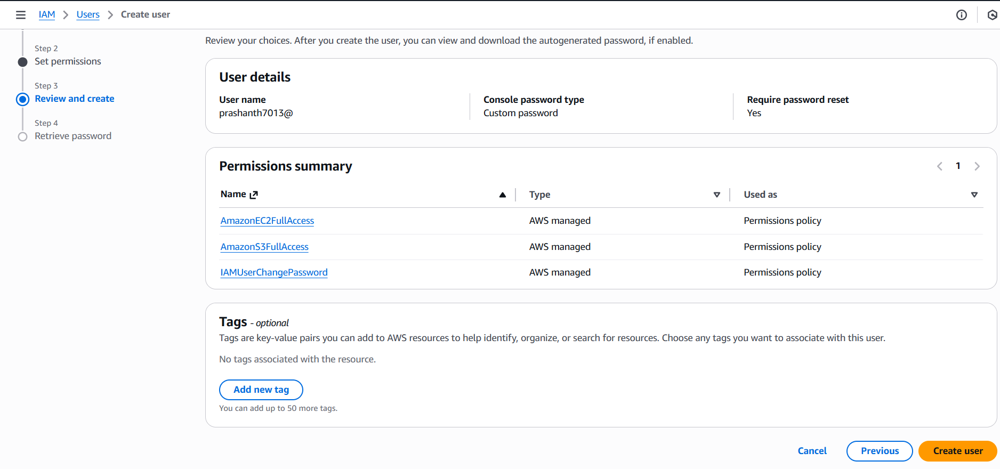 IAM > Users > Create user
Step 2
Set permissions
Step 3
Review and create
Step 4
Retrieve password
Review your choices. After you create the user, you can view and download the autogenerated password, if enabled.
User details
User name Console password type Require password reset
prashanth7013@ Custom password Yes
Permissions summary 1
Name Type Used as
AmazonEC2FullAccess AWS managed Permissions policy
AmazonS3FullAccess AWS managed Permissions policy
IAMUserChangePassword AWS managed Permissions policy
Tags - optional
Tags are key-value pairs you can add to AWS resources to help identify, organize, or search for resources. Choose any tags you want to associate with this user.
No tags associated with the resource.
Add new tag
You can add up to 50 more tags.
Cancel Previous Create user